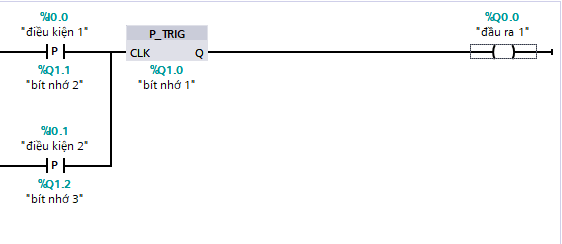 %I0.0
"điều kiện 1"
P
%Q1.1
"bít nhớ 2"
P_TRIG
CLK Q
%Q1.0
"bít nhớ 1"
%Q0.0
"đầu ra 1"
%I0.1
"điều kiện 2"
P
%Q1.2
"bít nhớ 3"